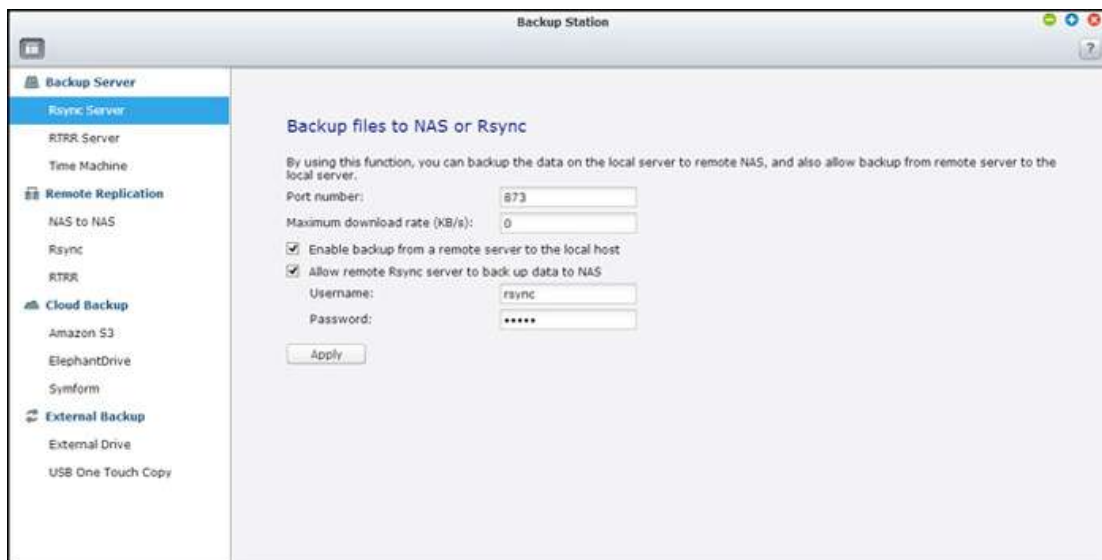 Backup Station
?
Backup Server
Rsync Server
RTRR Server
Time Machine
Remote Replication
NAS to NAS
Rsync
RTRR
Cloud Backup
Amazon S3
ElephantDrive
Symform
External Backup
External Drive
USB One Touch Copy
Backup files to NAS or Rsync
By using this function, you can backup the data on the local server to remote NAS, and also allow backup from remote server to the
local server.
Port number: 873
Maximum download rate (KB/s): 0
Enable backup from a remote server to the local host
Allow remote Rsync server to back up data to NAS
Username: rsync
Password: •••••
Apply